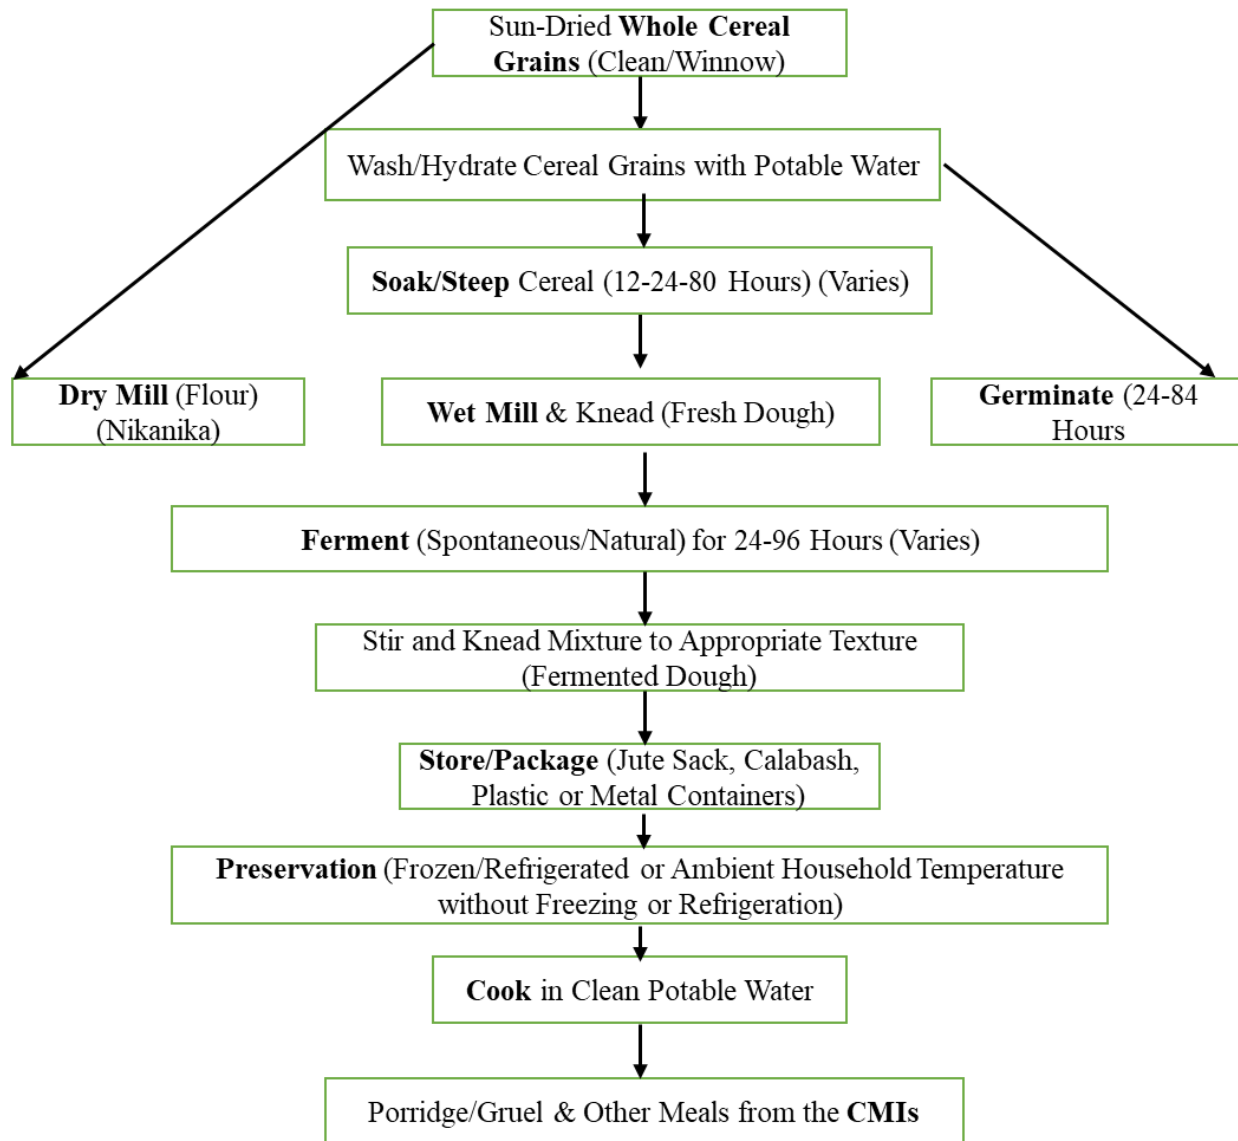 Sun-Dried Whole Cereal
Grains (Clean/Winnow)
Wash/Hydrate Cereal Grains with Potable Water
Soak/Steep Cereal (12-24-80 Hours) (Varies)
Dry Mill (Flour)
(Nikanika)
Wet Mill & Knead (Fresh Dough)
Germinate (24-84
Hours
Ferment (Spontaneous/Natural) for 24-96 Hours (Varies)
Stir and Knead Mixture to Appropriate Texture
(Fermented Dough)
Store/Package (Jute Sack, Calabash,
Plastic or Metal Containers)
Preservation (Frozen/Refrigerated or Ambient Household Temperature
without Freezing or Refrigeration)
Cook in Clean Potable Water
Porridge/Gruel & Other Meals from the CMIs